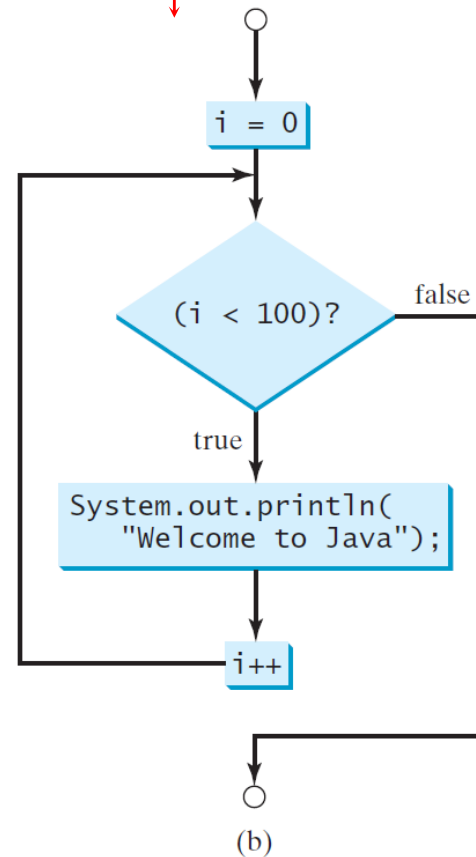 i = 0
(i < 100)?
false
true
System.out.println(
"Welcome to Java");
i++
(b)